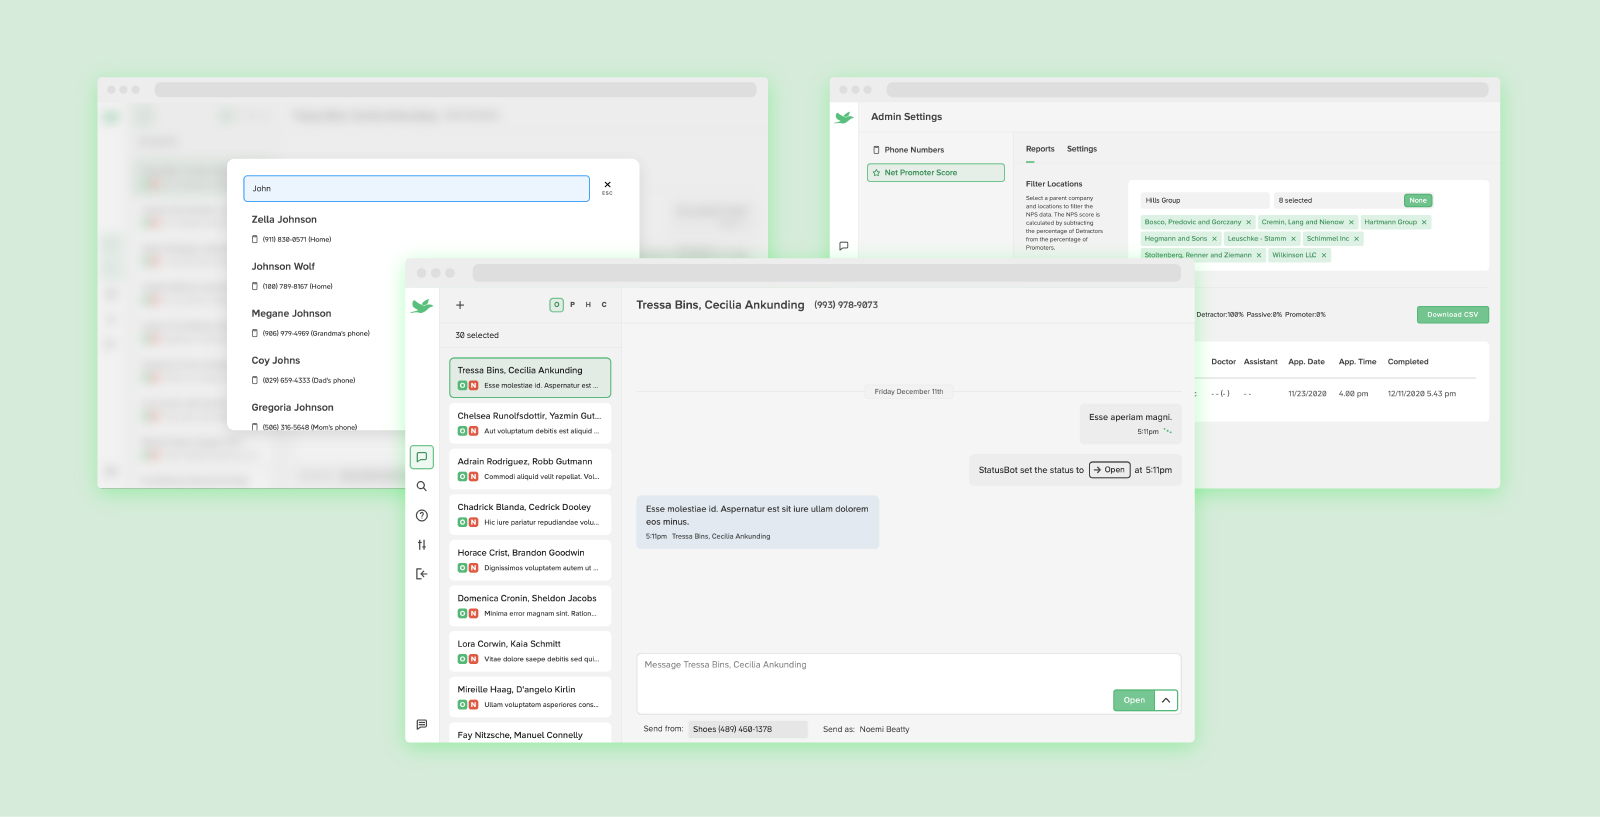 John
ESC
Zella Johnson
(911) 830-0571 (Home)
Johnson Wolf
(100) 789-8167 (Home)
Megane Johnson
(906) 979-4969 (Grandma's phone)
Coy Johns
(029) 659-4333 (Dad's phone)
Gregoria Johnson
(506) 316-5648 (Mom's phone)
Admin Settings
Phone Numbers
Net Promoter Score
Reports Settings
Filter Locations
Select a parent company
and locations to filter the
NPS data. The NPS score is
calculated by subtracting
the percentage of Detractors
from the percentage of
Promoters.
Hills Group
8 selected
None
Bosco, Predovic and Gorczany × Cremin, Lang and Nienow × Hartmann Group ×
Hegmann and Sons × Leuschke - Stamm × Schimmel Inc ×
Stoltenberg, Renner and Ziemann × Wilkinson LLC ×
Detractor:100% Passive:0% Promoter:0%
Download CSV
Doctor Assistant App. Date App. Time Completed
- - (- ) - - 11/23/2020 4.00 pm 12/11/2020 5.43 pm
+ O P H C
30 selected
Tressa Bins, Cecilia Ankunding
O N Esse molestiae id. Aspernatur est ...
Chelsea Runolfsdottir, Yazmin Gut...
O N Aut voluptatum debitis est aliquid ...
Adrain Rodriguez, Robb Gutmann
O N Commodi aliquid velit repellat. Vol...
Chadrick Blanda, Cedrick Dooley
O N Hic iure pariatur repudiandae volu...
Horace Crist, Brandon Goodwin
O N Dignissimos voluptatem autem ut ...
Domenica Cronin, Sheldon Jacobs
O N Minima error magnam sint. Ration...
Lora Corwin, Kaia Schmitt
O N Vitae dolore saepe debitis sed qui...
Mireille Haag, D'angelo Kirlin
O N Ullam voluptatem asperiores cons...
Fay Nitzsche, Manuel Connelly
Tressa Bins, Cecilia Ankunding (993) 978-9073
Friday December 11th
Esse aperiam magni.
5:11pm
StatusBot set the status to → Open at 5:11pm
Esse molestiae id. Aspernatur est sit iure ullam dolorem
eos minus.
5:11pm Tressa Bins, Cecilia Ankunding
Message Tressa Bins, Cecilia Ankunding
Open
Send from: Shoes (489) 460-1378 Send as: Noemi Beatty